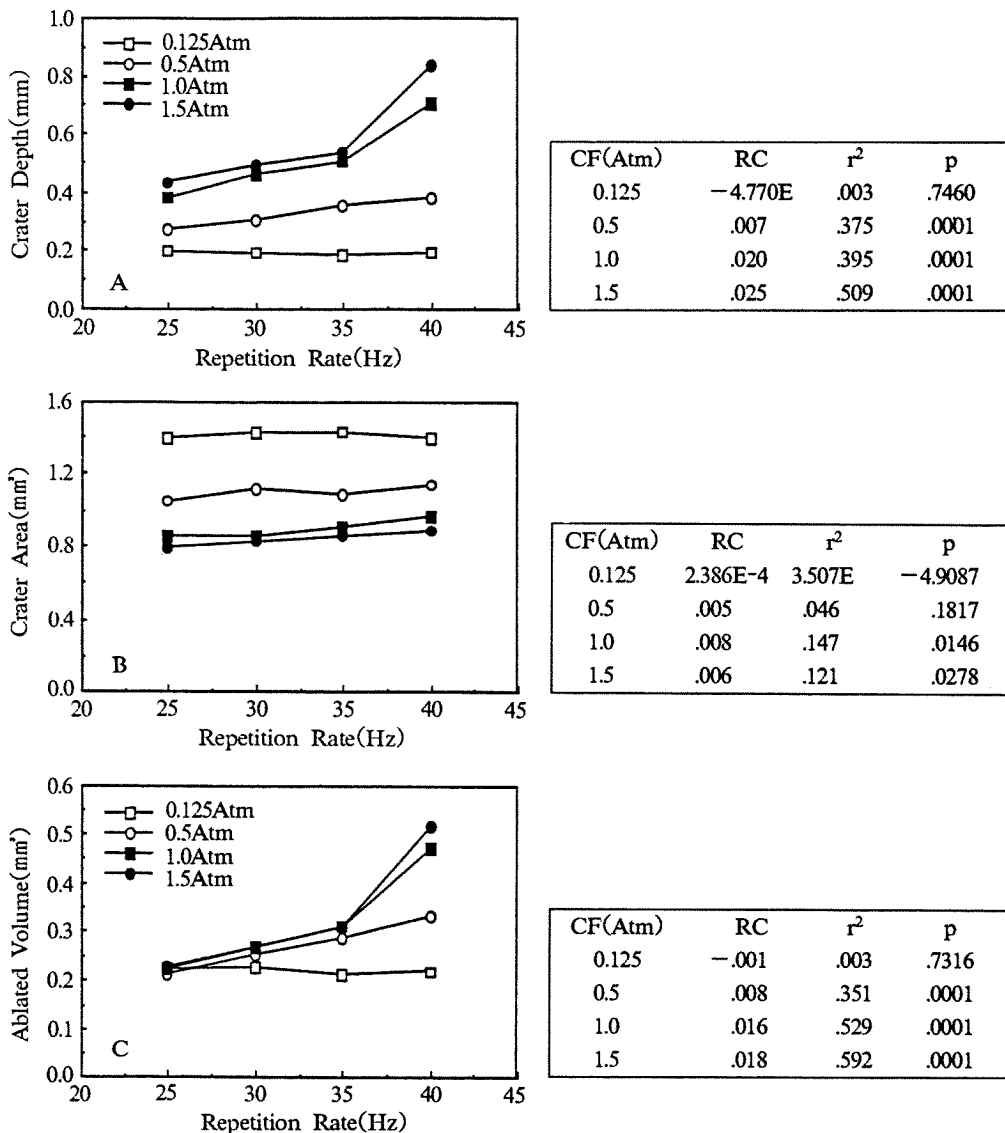 1.0
0.8
0.6
0.4
0.2
0.0
Crater Depth(mm)
0.125Atm
0.5Atm
1.0Atm
1.5Atm
A
20 25 30 35 40 45
Repetition Rate(Hz)
CF(Atm) RC r² p
0.125 −4.770E .003 .7460
0.5 .007 .375 .0001
1.0 .020 .395 .0001
1.5 .025 .509 .0001
1.6
1.2
0.8
0.4
0.0
Crater Area(mm²)
B
20 25 30 35 40 45
Repetition Rate(Hz)
CF(Atm) RC r² p
0.125 2.386E-4 3.507E −4.9087
0.5 .005 .046 .1817
1.0 .008 .147 .0146
1.5 .006 .121 .0278
0.6
0.5
0.4
0.3
0.2
0.1
0.0
Ablated Volume(mm³)
0.125Atm
0.5Atm
1.0Atm
1.5Atm
C
20 25 30 35 40 45
Repetition Rate(Hz)
CF(Atm) RC r² p
0.125 −.001 .003 .7316
0.5 .008 .351 .0001
1.0 .016 .529 .0001
1.5 .018 .592 .0001